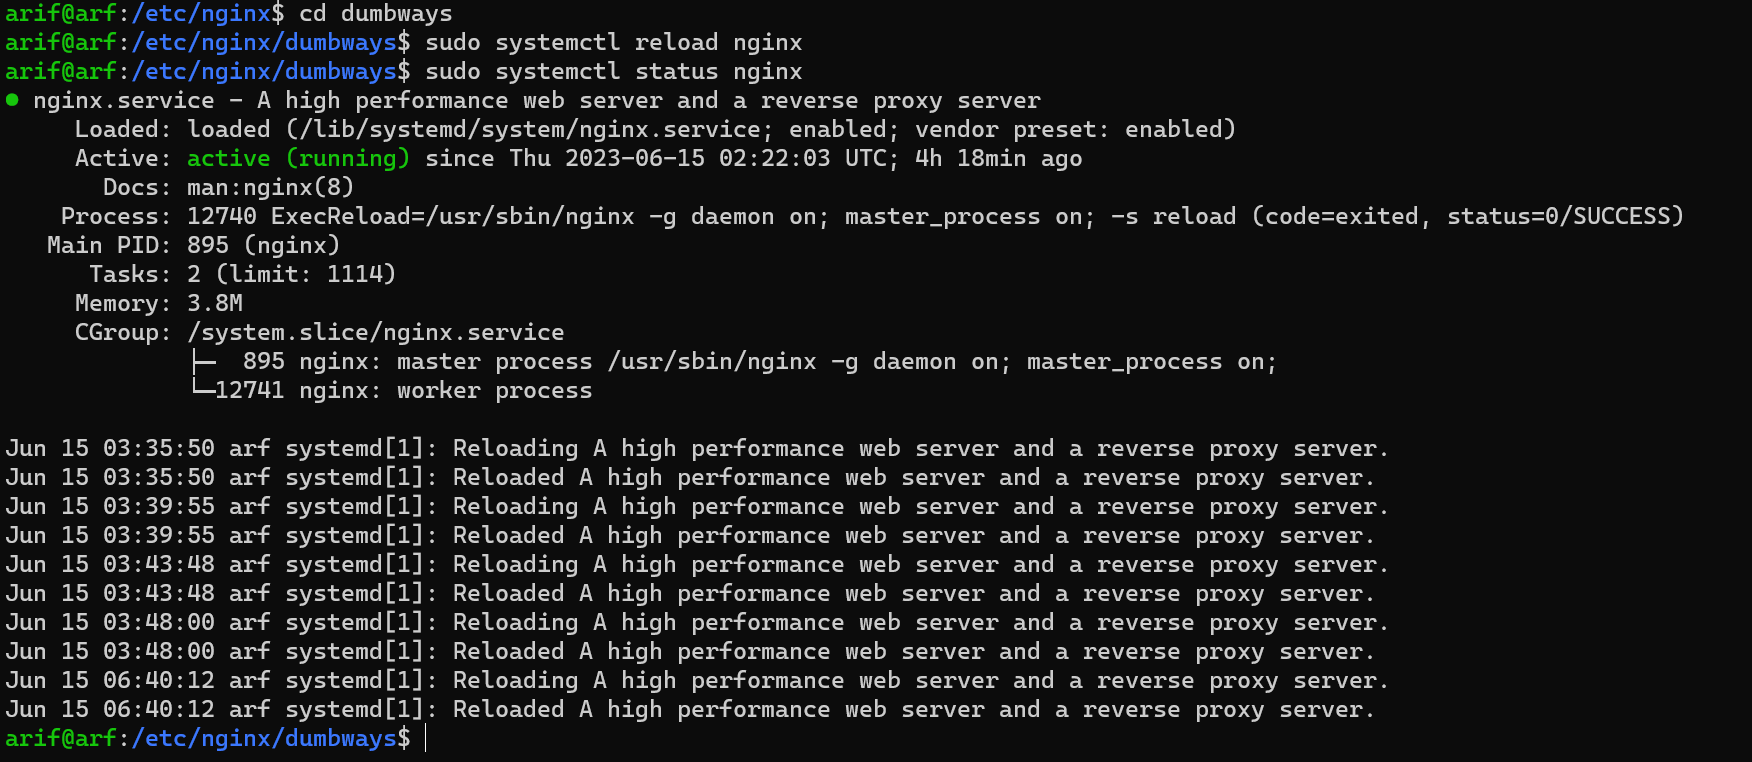 arif@arf:/etc/nginx$ cd dumbways
arif@arf:/etc/nginx/dumbways$ sudo systemctl reload nginx
arif@arf:/etc/nginx/dumbways$ sudo systemctl status nginx
● nginx.service - A high performance web server and a reverse proxy server
     Loaded: loaded (/lib/systemd/system/nginx.service; enabled; vendor preset: enabled)
     Active: active (running) since Thu 2023-06-15 02:22:03 UTC; 4h 18min ago
       Docs: man:nginx(8)
    Process: 12740 ExecReload=/usr/sbin/nginx -g daemon on; master_process on; -s reload (code=exited, status=0/SUCCESS)
   Main PID: 895 (nginx)
      Tasks: 2 (limit: 1114)
     Memory: 3.8M
     CGroup: /system.slice/nginx.service
             ├─  895 nginx: master process /usr/sbin/nginx -g daemon on; master_process on;
             └─12741 nginx: worker process

Jun 15 03:35:50 arf systemd[1]: Reloading A high performance web server and a reverse proxy server.
Jun 15 03:35:50 arf systemd[1]: Reloaded A high performance web server and a reverse proxy server.
Jun 15 03:39:55 arf systemd[1]: Reloading A high performance web server and a reverse proxy server.
Jun 15 03:39:55 arf systemd[1]: Reloaded A high performance web server and a reverse proxy server.
Jun 15 03:43:48 arf systemd[1]: Reloading A high performance web server and a reverse proxy server.
Jun 15 03:43:48 arf systemd[1]: Reloaded A high performance web server and a reverse proxy server.
Jun 15 03:48:00 arf systemd[1]: Reloading A high performance web server and a reverse proxy server.
Jun 15 03:48:00 arf systemd[1]: Reloaded A high performance web server and a reverse proxy server.
Jun 15 06:40:12 arf systemd[1]: Reloading A high performance web server and a reverse proxy server.
Jun 15 06:40:12 arf systemd[1]: Reloaded A high performance web server and a reverse proxy server.
arif@arf:/etc/nginx/dumbways$